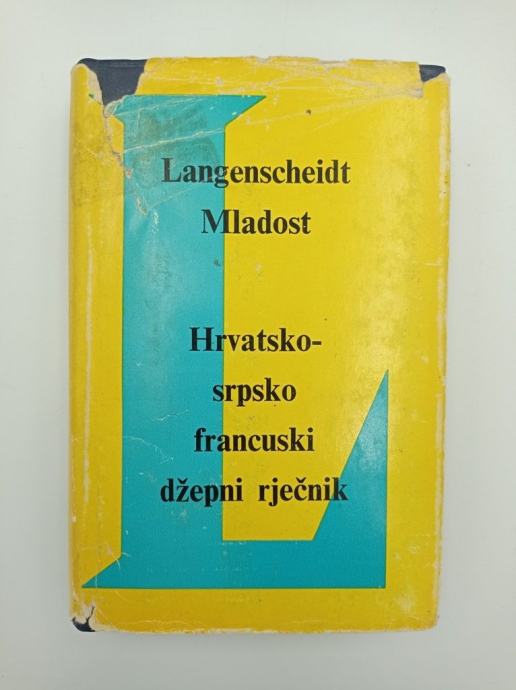 Langenscheidt
Mladost
Hrvatsko-
srpsko
francuski
džepni rječnik